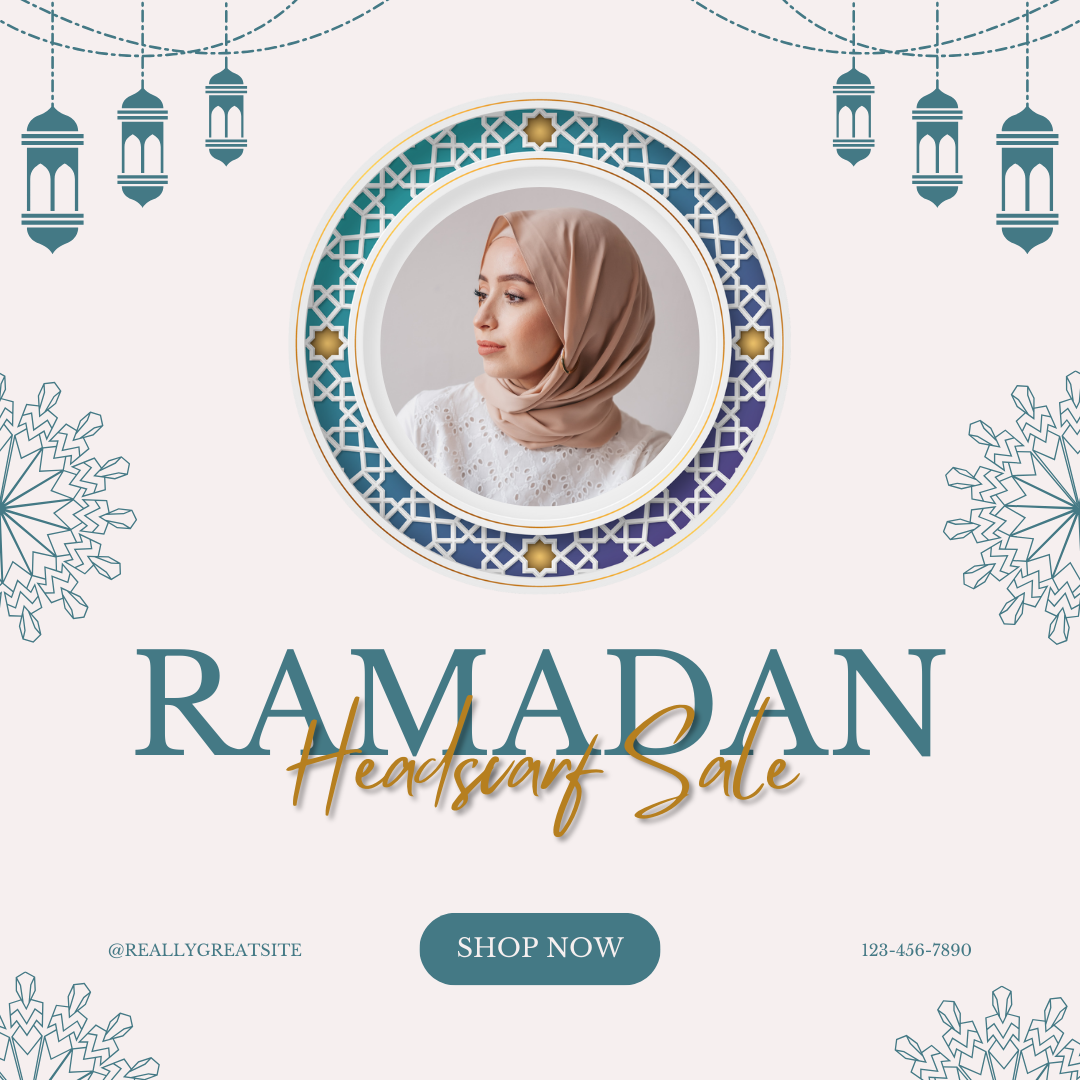 RAMADAN
Headscarf Sale
@REALLYGREATSITE
SHOP NOW
123-456-7890